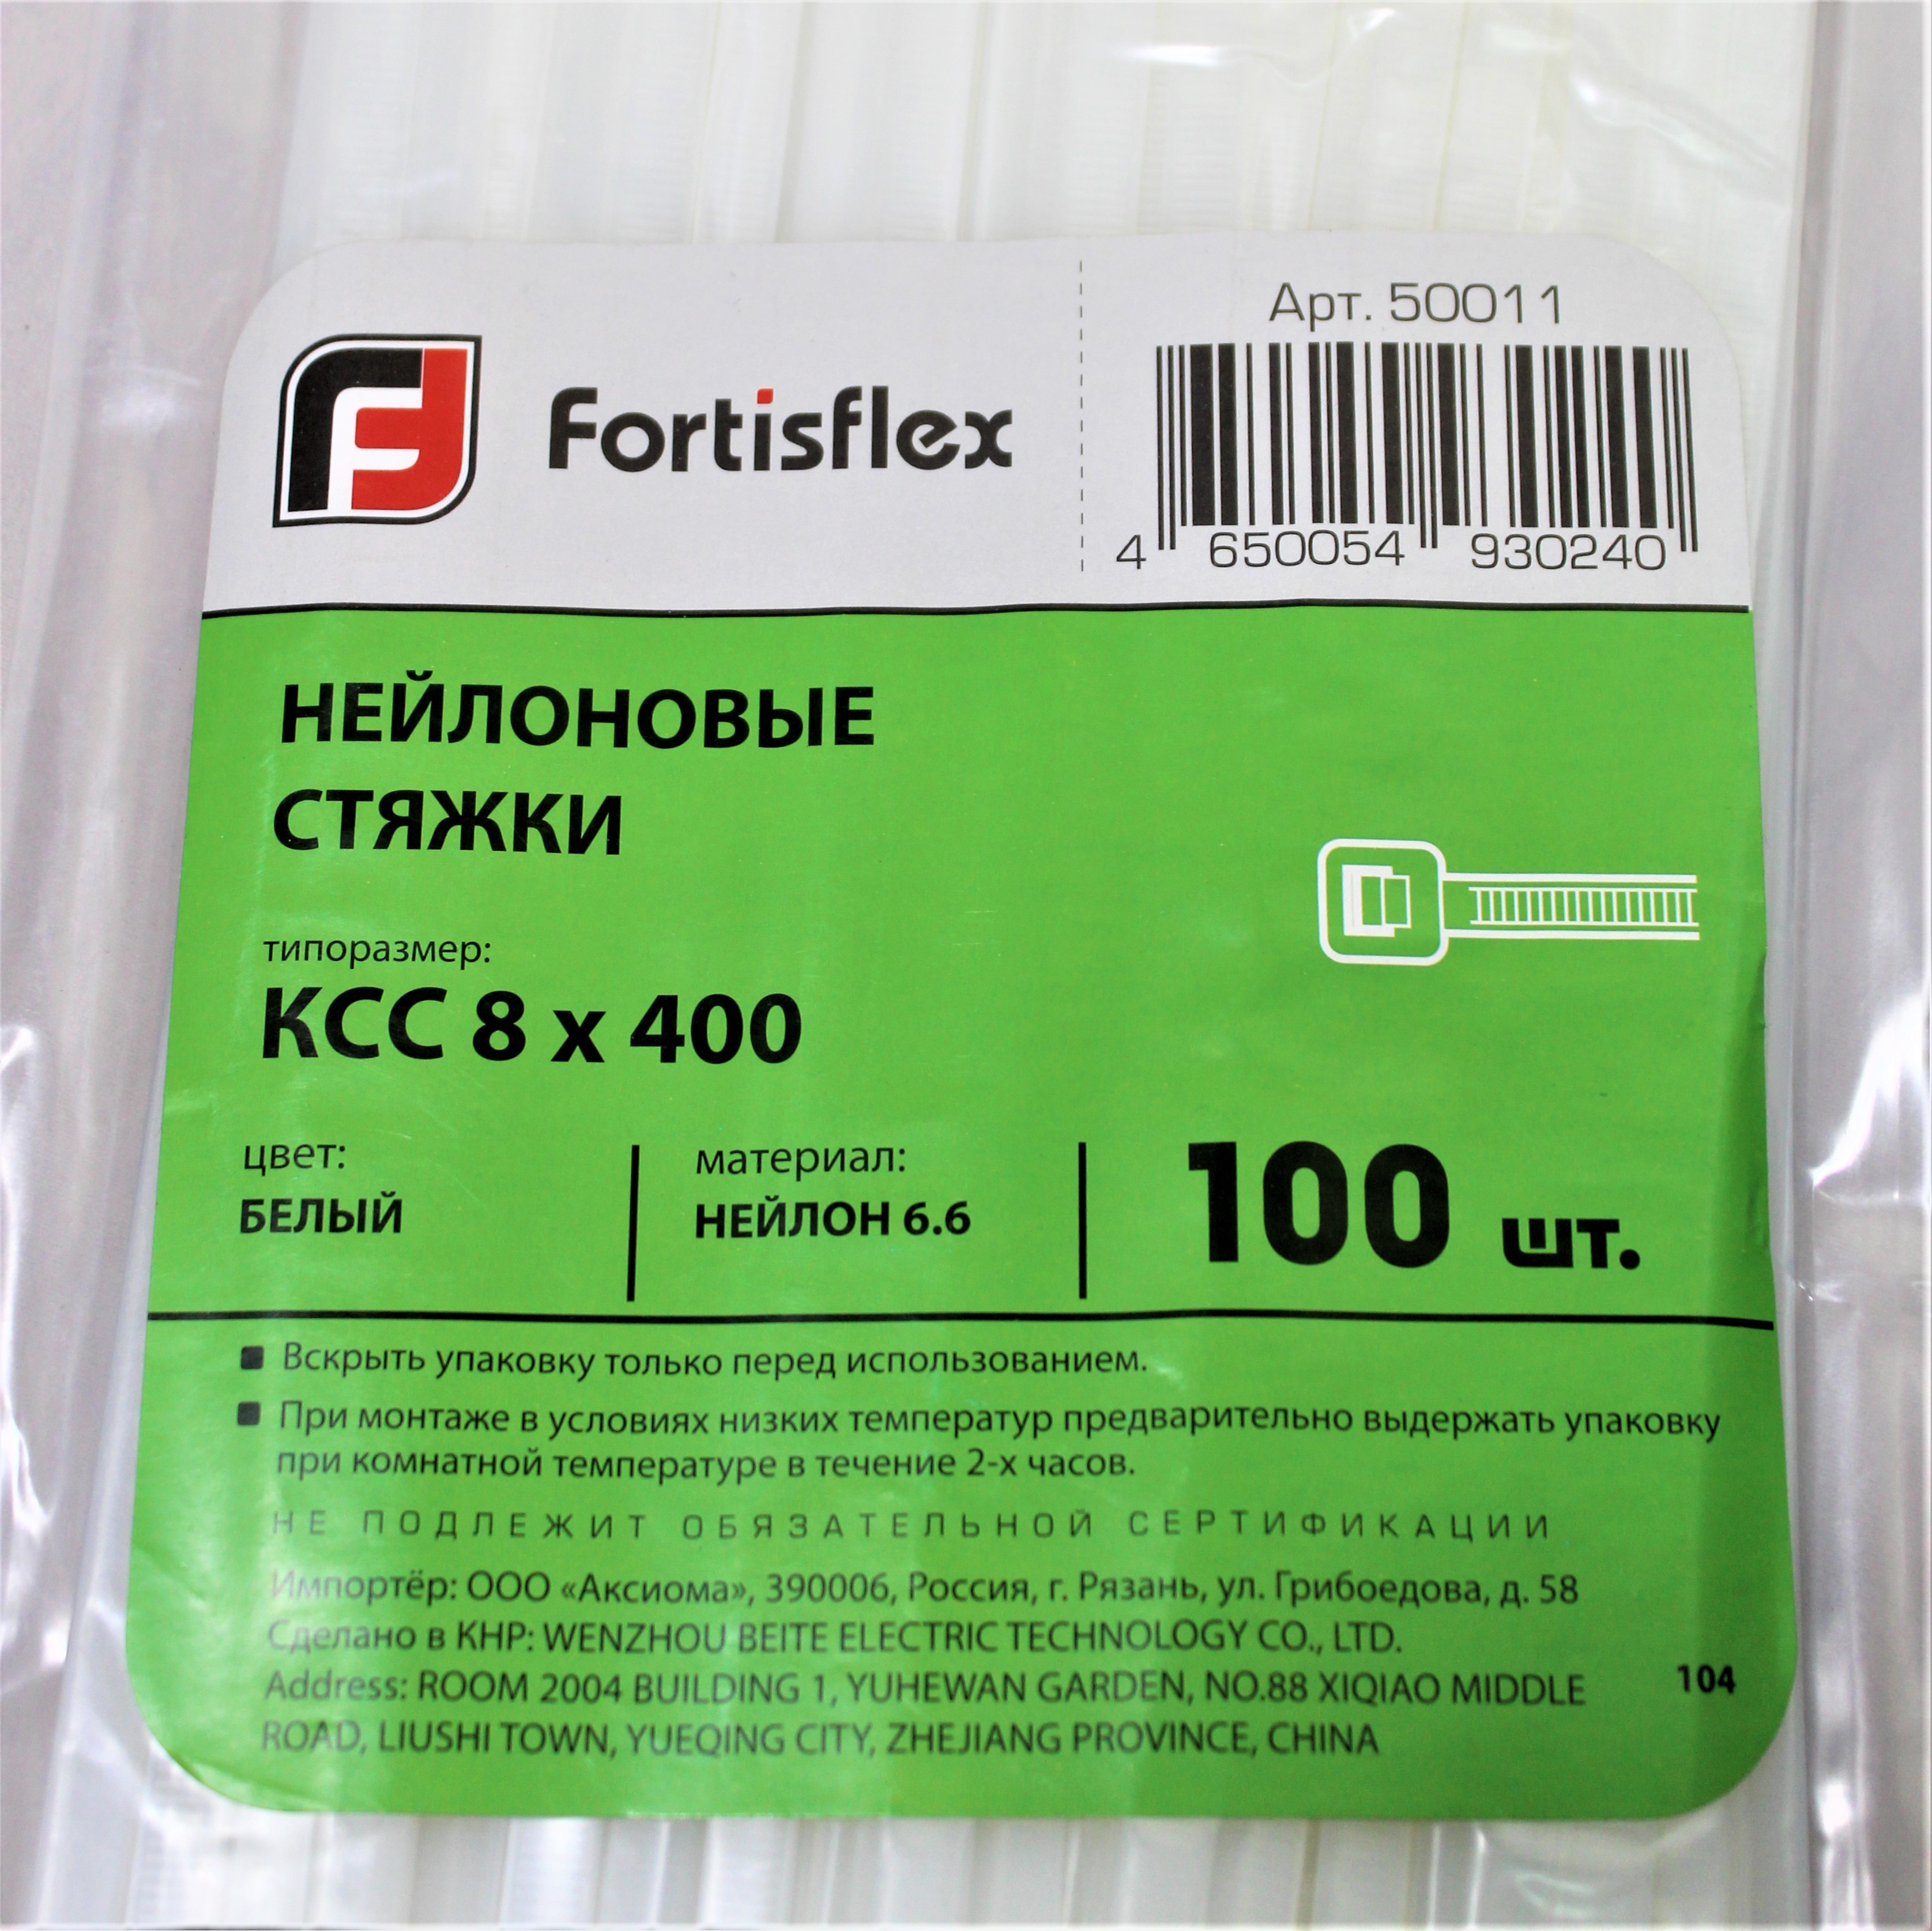 Fortisflex
Арт. 50011
4 650054 930240
НЕЙЛОНОВЫЕ
СТЯЖКИ
типоразмер:
КСС 8 х 400
цвет:
БЕЛЫЙ
материал:
НЕЙЛОН 6.6
100 шт.
Вскрыть упаковку только перед использованием.
При монтаже в условиях низких температур предварительно выдержать упаковку
при комнатной температуре в течение 2-х часов.
НЕ ПОДЛЕЖИТ ОБЯЗАТЕЛЬНОЙ СЕРТИФИКАЦИИ
Импортёр: ООО «Аксиома», 390006, Россия, г. Рязань, ул. Грибоедова, д. 58
Сделано в КНР: WENZHOU BEITE ELECTRIC TECHNOLOGY CO., LTD.
Address: ROOM 2004 BUILDING 1, YUHEWAN GARDEN, NO.88 XIQIAO MIDDLE
ROAD, LIUSHI TOWN, YUEQING CITY, ZHEJIANG PROVINCE, CHINA
104